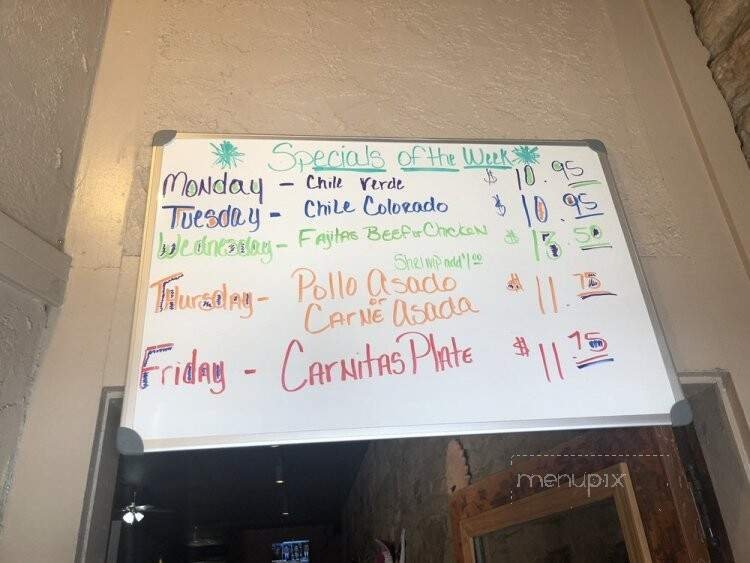 Specials of the Week
Monday - Chile Verde $10.95
Tuesday - Chile Colorado $10.95
Wednesday - Fajitas Beef or Chicken $13.50
Shrimp add $1.00
Thursday - Pollo Asado $11.75
or
Carne Asada
Friday - Carnitas Plate $11.75
menupix